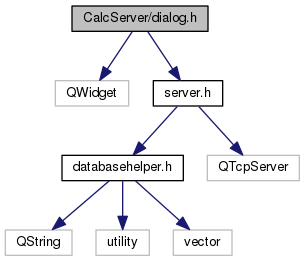 CalcServer/dialog.h
QWidget
server.h
databasehelper.h
QTcpServer
QString
utility
vector